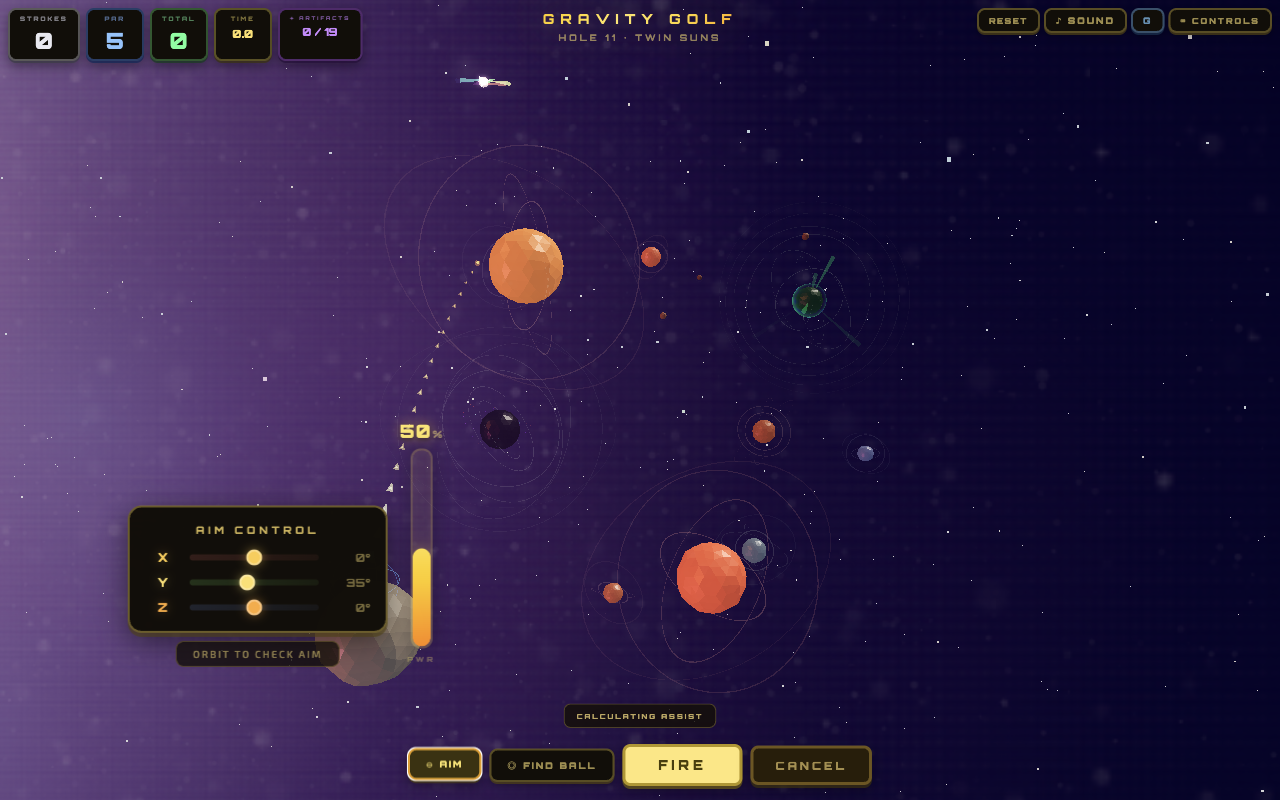 STROKES
0
PAR
5
TOTAL
0
TIME
0.0
ARTIFACTS
0 / 19
GRAVITY GOLF
HOLE 11 · TWIN SUNS
RESET
♪ SOUND
G
CONTROLS
50%
AIM CONTROL
X 0°
Y 35°
Z 0°
ORBIT TO CHECK AIM
PWR
CALCULATING ASSIST
AIM
FIND BALL
FIRE
CANCEL